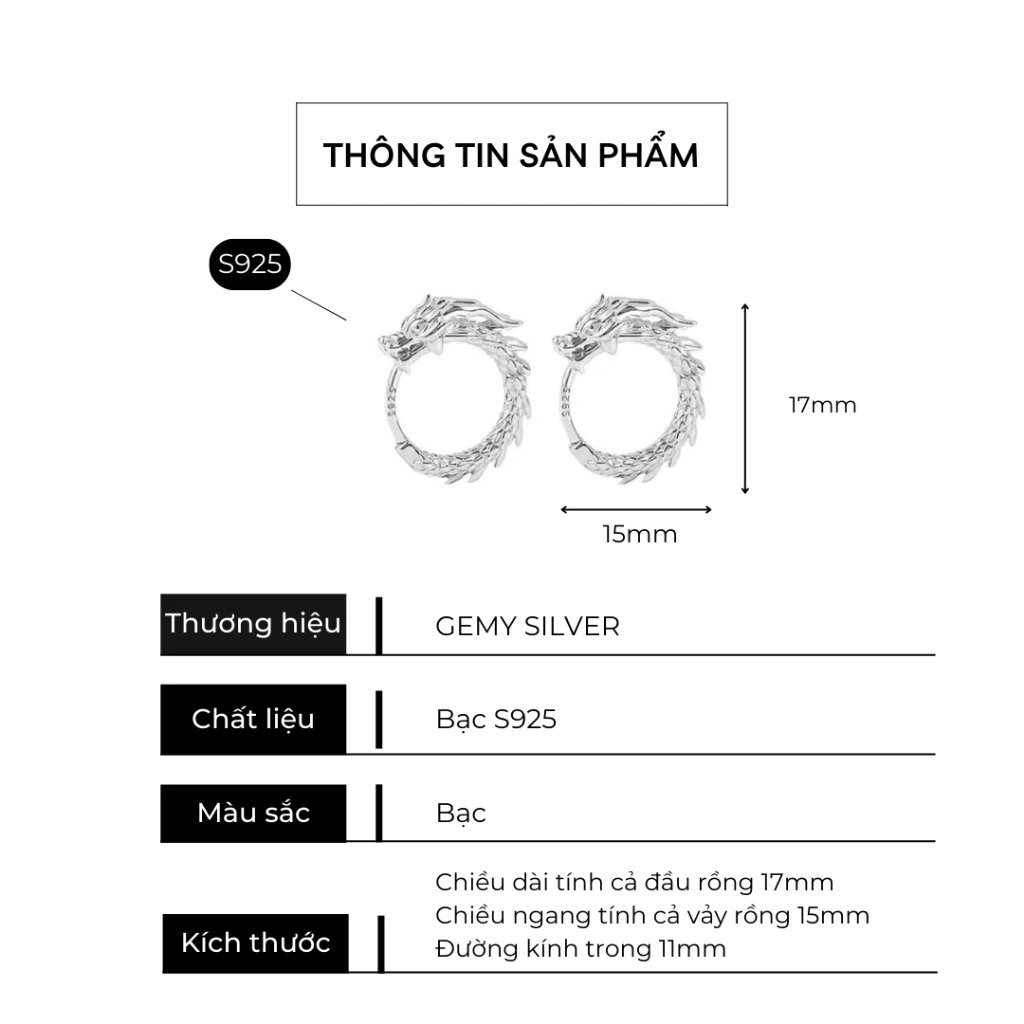 THÔNG TIN SẢN PHẨM
S925
S925
S925
17mm
15mm
Thương hiệu
GEMY SILVER
Chất liệu
Bạc S925
Màu sắc
Bạc
Kích thước
Chiều dài tính cả đầu rồng 17mm
Chiều ngang tính cả vảy rồng 15mm
Đường kính trong 11mm